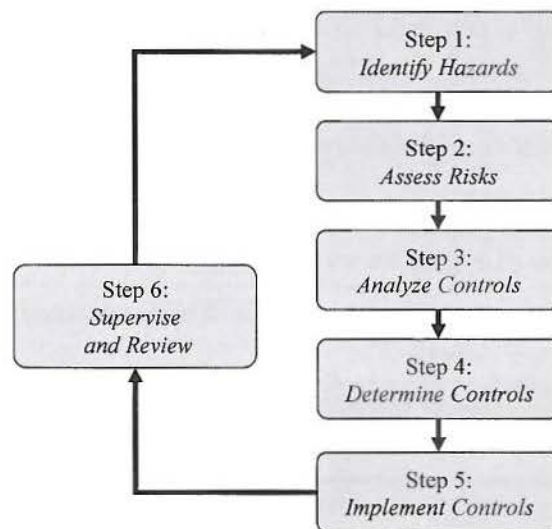 Step 1:
Identify Hazards
Step 2:
Assess Risks
Step 3:
Analyze Controls
Step 4:
Determine Controls
Step 5:
Implement Controls
Step 6:
Supervise
and Review